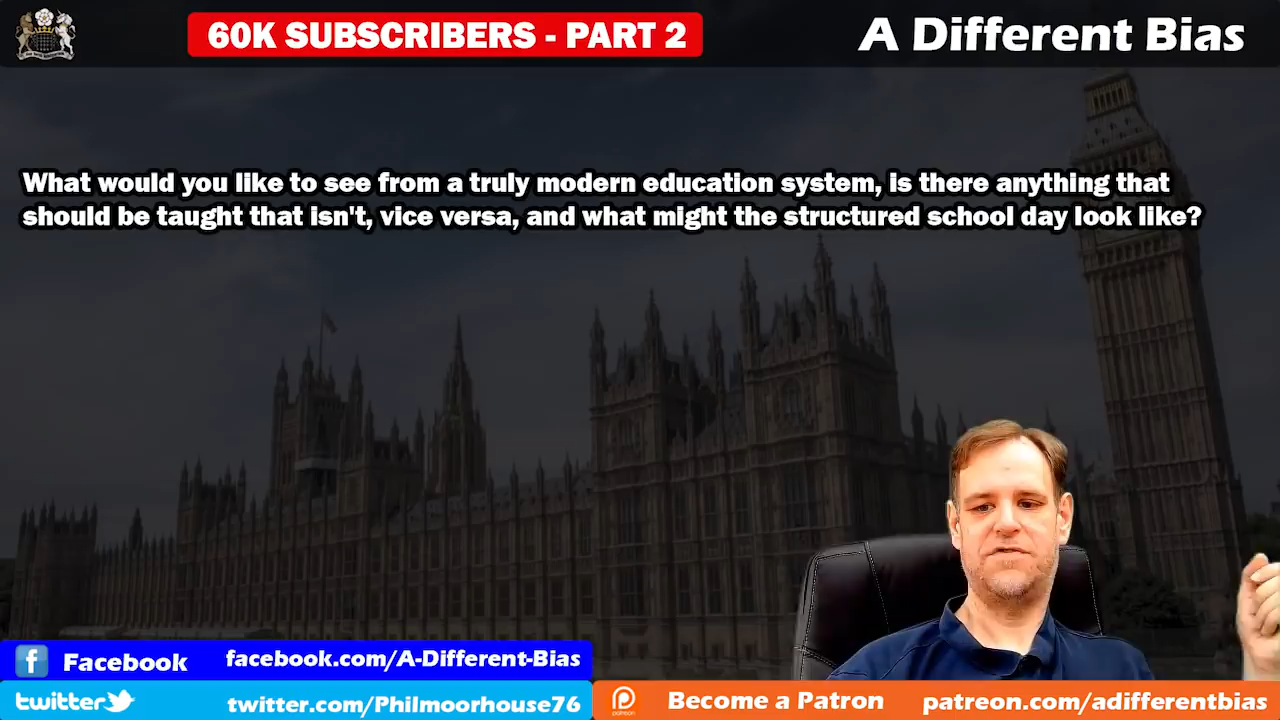 60K SUBSCRIBERS - PART 2
A Different Bias
What would you like to see from a truly modern education system, is there anything that
should be taught that isn't, vice versa, and what might the structured school day look like?
Facebook
facebook.com/A-Different-Bias
twitter
twitter.com/Philmoorhouse76
Become a Patron
patreon.com/adifferentbias